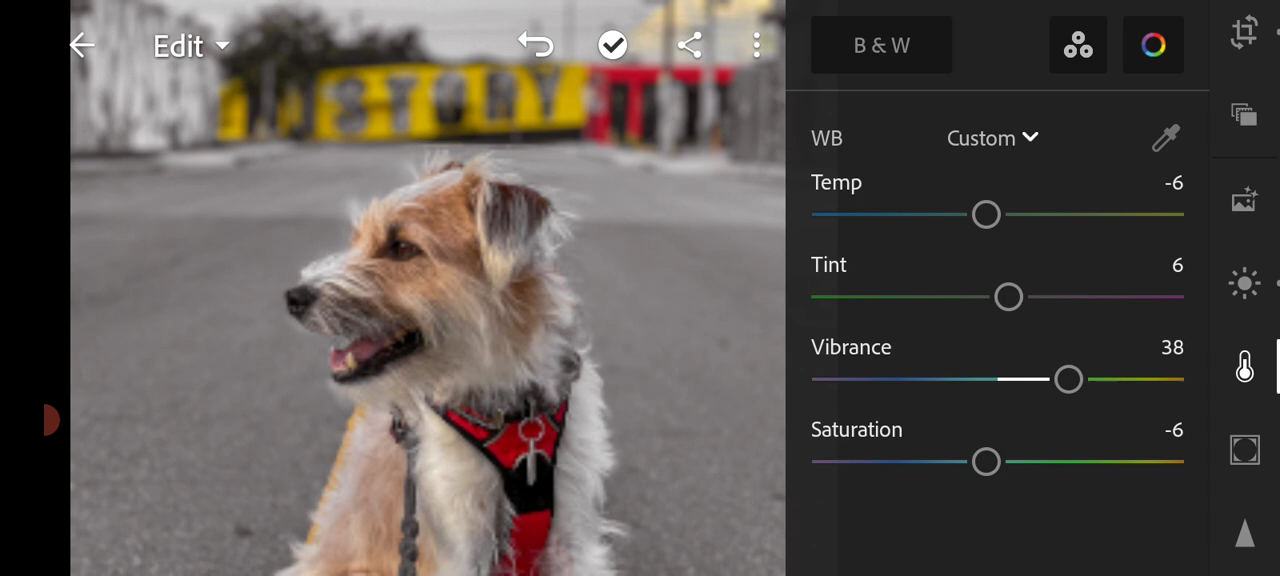 Edit
B & W
WB Custom
Temp -6
Tint 6
Vibrance 38
Saturation -6
STORY